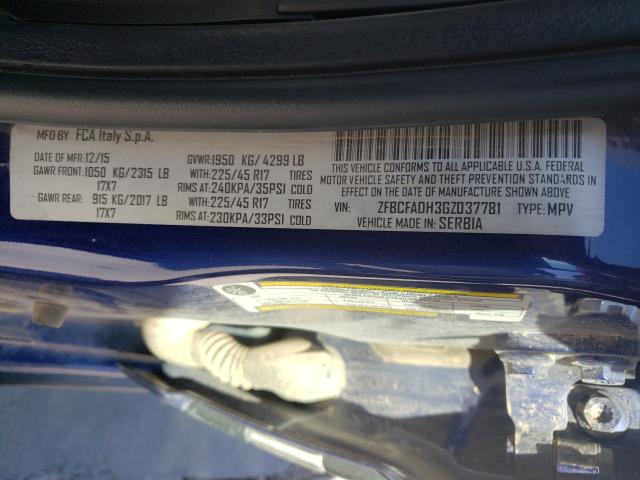 MFD BY FCA Italy S.p.A.
DATE OF MFR:12/15 GVWR:1950 KG/4299 LB
GAWR FRONT:1050 KG/2315 LB WITH:225/45 R17
17X7 RIMS AT:240KPA/35PSI COLD
GAWR REAR: 915 KG/2017 LB WITH:225/45 R17
17X7 RIMS AT:230KPA/33PSI COLD
THIS VEHICLE CONFORMS TO ALL APPLICABLE U.S.A. FEDERAL
MOTOR VEHICLE SAFETY, BUMPER, AND THEFT PREVENTION STANDARDS IN
EFFECT ON THE DATE OF MANUFACTURE SHOWN ABOVE.
VIN: ZFBCFADH3GZD37781 TYPE: MPV
VEHICLE MADE IN SERBIA